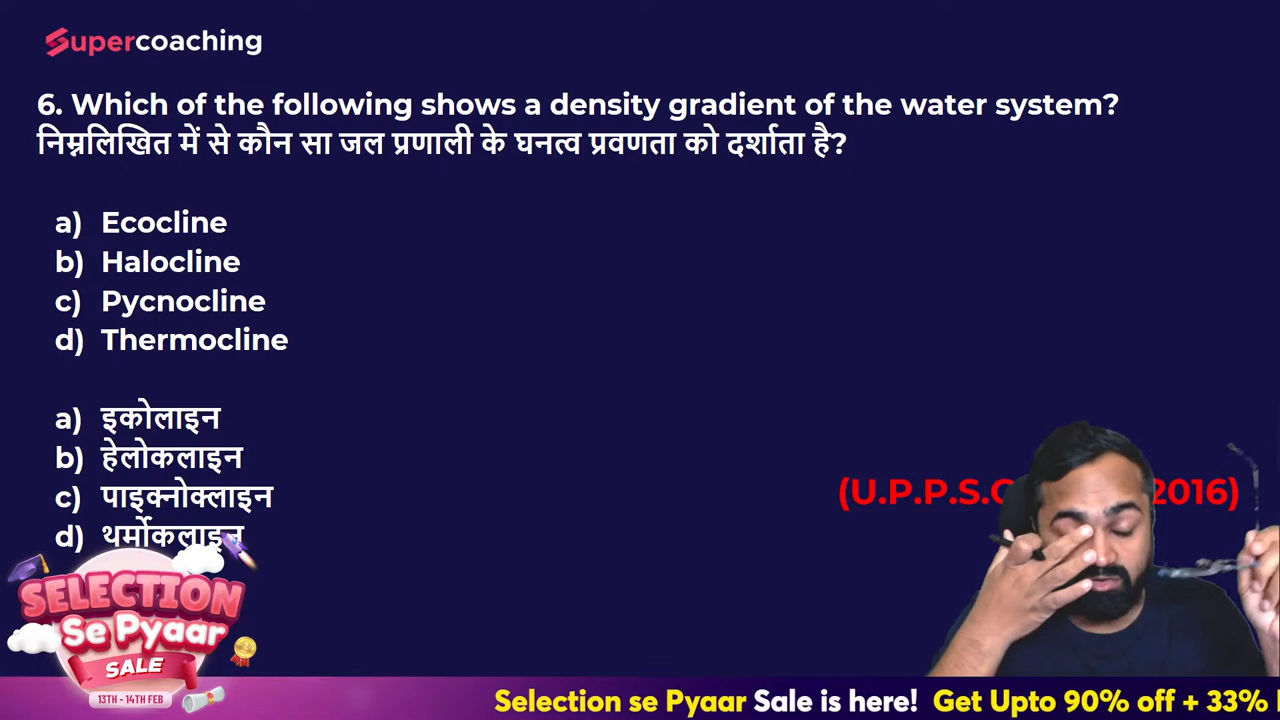 Supercoaching
6. Which of the following shows a density gradient of the water system?
निम्नलिखित में से कौन सा जल प्रणाली के घनत्व प्रवणता को दर्शाता है?
a) Ecocline
b) Halocline
c) Pycnocline
d) Thermocline
a) इकोलाइन
b) हेलोकलाइन
c) पाइक्नोक्लाइन
d) थर्मोकलाइन
(U.P.P.S.C 2016)
SELECTION
Se Pyaar
SALE
13TH - 14TH FEB
Selection se Pyaar Sale is here! Get Upto 90% off + 33%